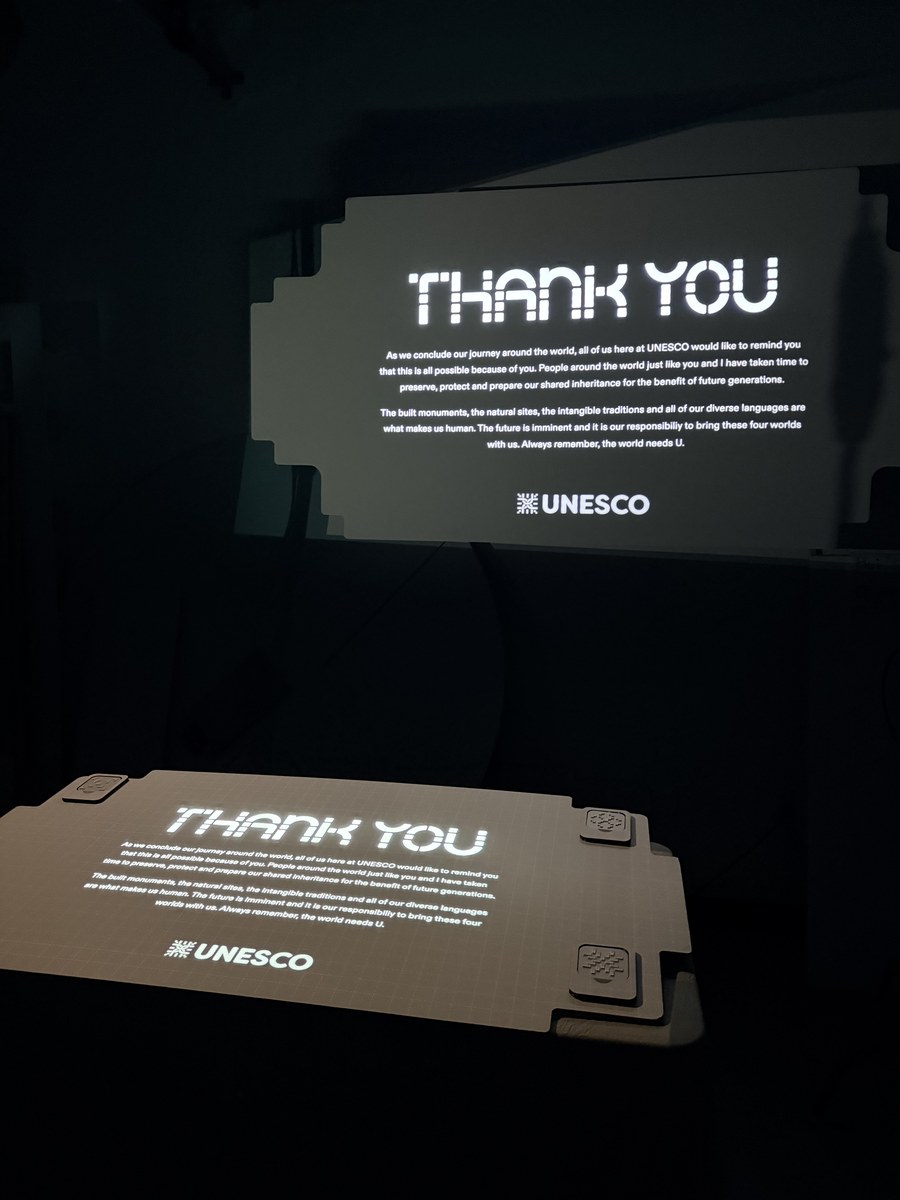 THANK YOU
As we conclude our journey around the world, all of us here at UNESCO would like to remind you
that this is all possible because of you. People around the world just like you and I have taken time to
preserve, protect and prepare our shared inheritance for the benefit of future generations.
The built monuments, the natural sites, the intangible traditions and all of our diverse languages are
what makes us human. The future is imminent and it is our responsibiliy to bring these four worlds
with us. Always remember, the world needs U.
UNESCO
THANK YOU
As we conclude our journey around the world, all of us here at UNESCO would like to remind you
that this is all possible because of you. People around the world just like you and I have taken
time to preserve, protect and prepare our shared inheritance for the benefit of future generations.
The built monuments, the natural sites, the intangible traditions and all of our diverse languages
are what makes us human. The future is imminent and it is our responsibiliy to bring these four
worlds with us. Always remember, the world needs U.
UNESCO